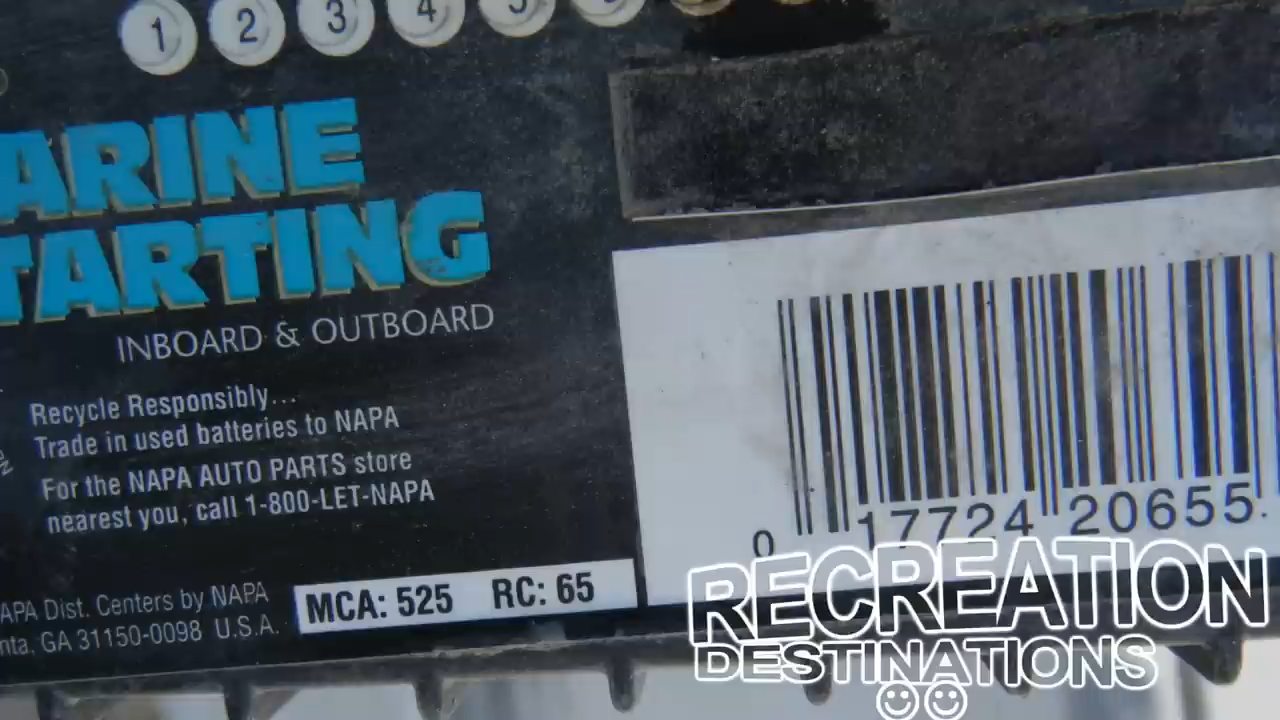 1 2 3 4 5
ARINE
TARTING
INBOARD & OUTBOARD
Recycle Responsibly...
Trade in used batteries to NAPA
For the NAPA AUTO PARTS store
nearest you, call 1-800-LET-NAPA
APA Dist. Centers by NAPA
nta, GA 31150-0098 U.S.A.
MCA: 525 RC: 65
0 17724 20655
RECREATION
DESTINATIONS